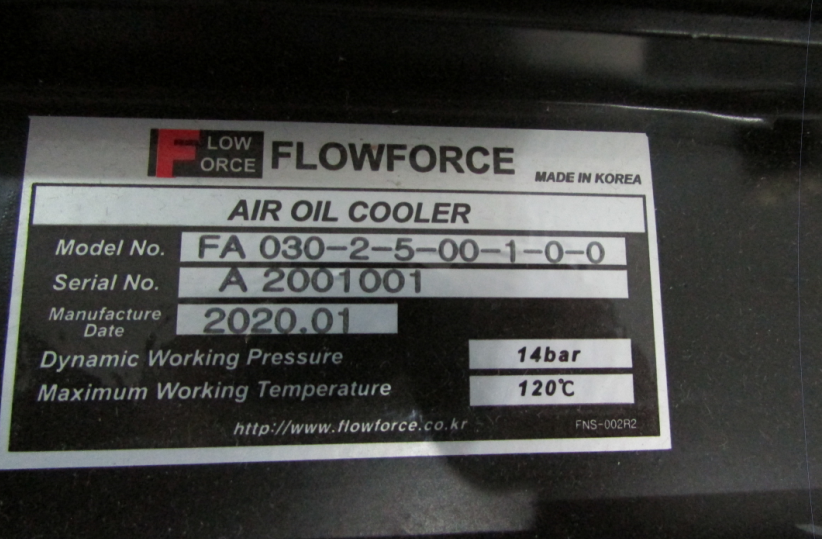 FLOW FORCE FLOWFORCE
MADE IN KOREA
AIR OIL COOLER
Model No. FA 030-2-5-00-1-0-0
Serial No. A 2001001
Manufacture Date 2020.01
Dynamic Working Pressure 14bar
Maximum Working Temperature 120℃
http://www.flowforce.co.kr FNS-002R2